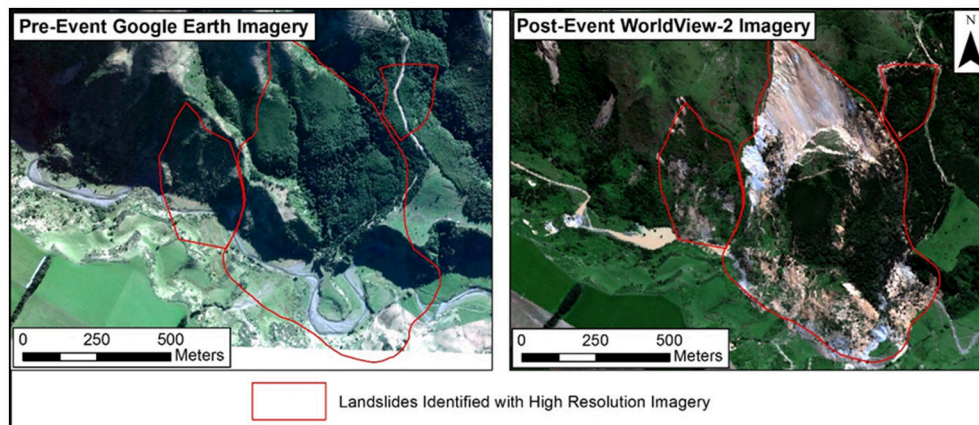 Pre-Event Google Earth Imagery
Post-Event WorldView-2 Imagery
N
0 250 500
Meters
0 250 500
Meters
Landslides Identified with High Resolution Imagery